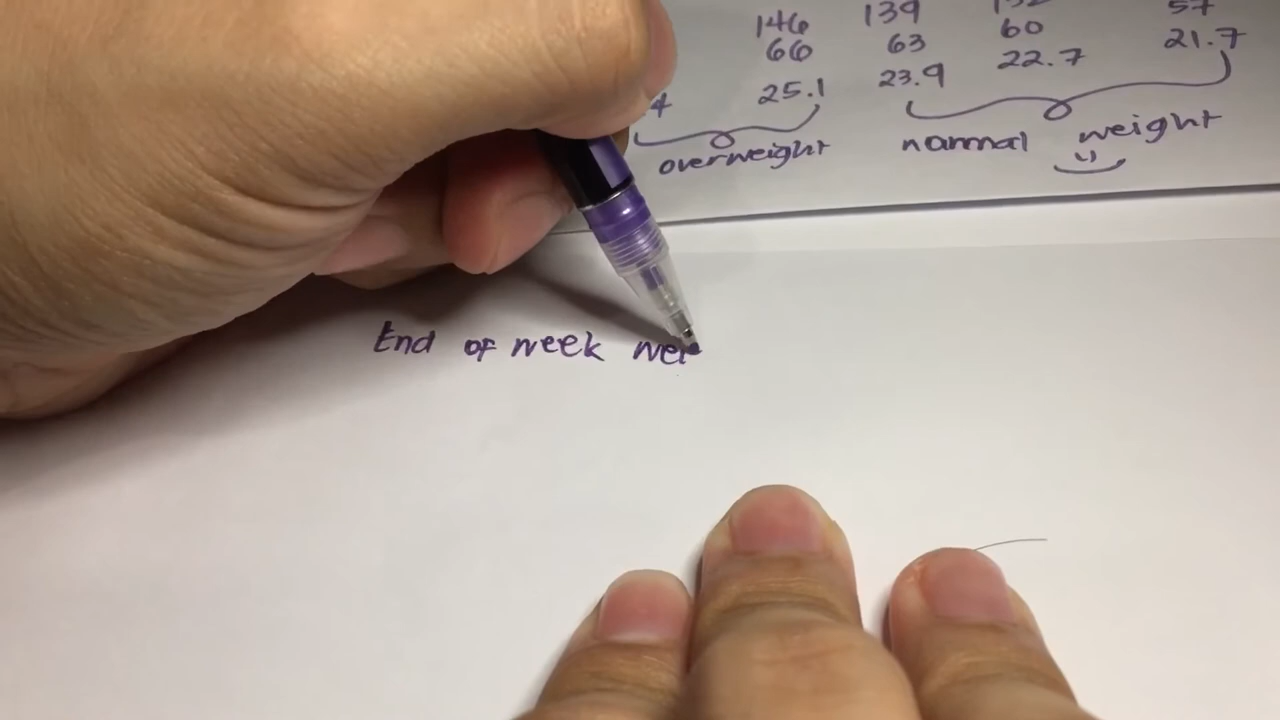 146 139
66 63 60 57
25.1 23.9 22.7 21.7
overweight normal weight
End of week wei